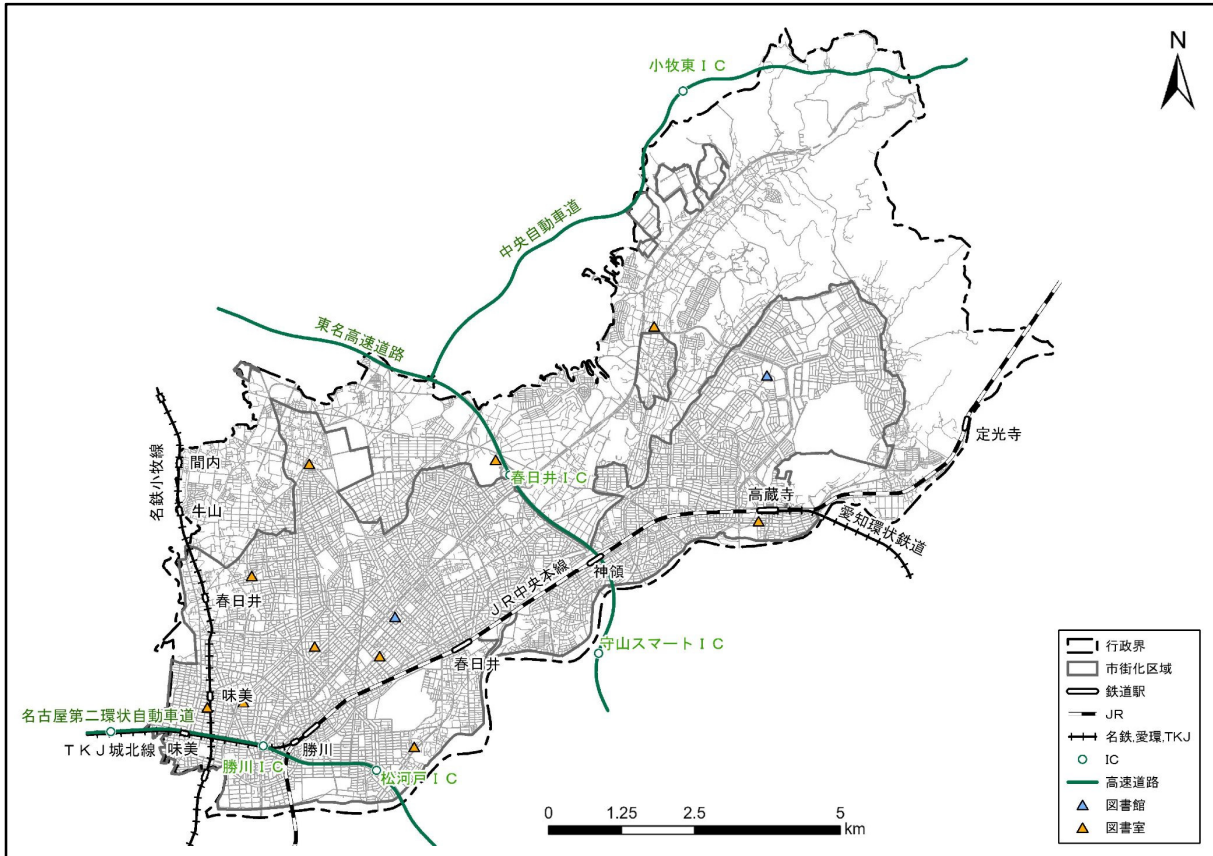 N
小牧東ＩＣ
中央自動車道
東名高速道路
名鉄小牧線
間内
牛山
春日井ＩＣ
定光寺
高蔵寺
愛知環状鉄道
神領
ＪＲ中央本線
春日井
春日井
守山スマートＩＣ
味美
名古屋第二環状自動車道
ＴＫＪ城北線
味美
勝川
勝川ＩＣ
松河戸ＩＣ
0 1.25 2.5 5
km
行政界
市街化区域
鉄道駅
JR
名鉄,愛環,TKJ
IC
高速道路
図書館
図書室